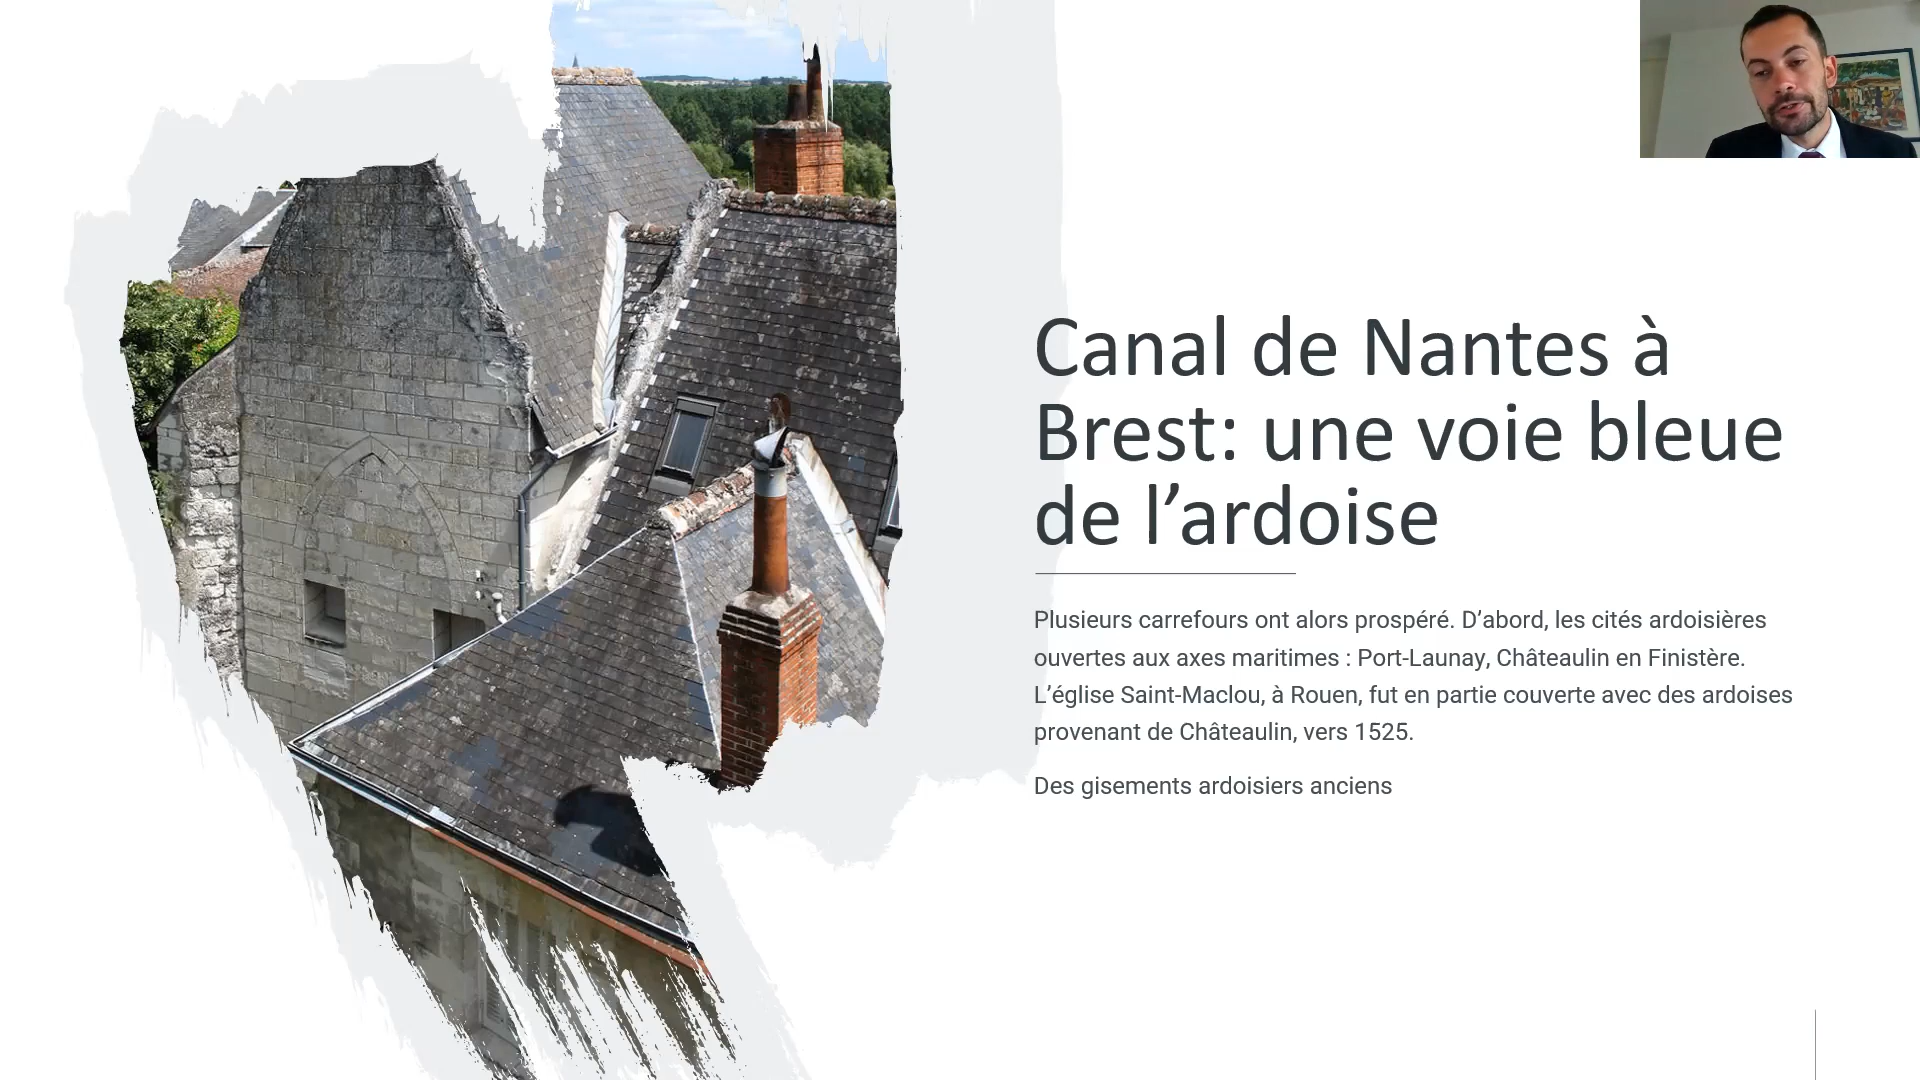 Canal de Nantes à
Brest: une voie bleue
de l’ardoise
Plusieurs carrefours ont alors prospéré. D’abord, les cités ardoisières
ouvertes aux axes maritimes : Port-Launay, Châteaulin en Finistère.
L’église Saint-Maclou, à Rouen, fut en partie couverte avec des ardoises
provenant de Châteaulin, vers 1525.
Des gisements ardoisiers anciens